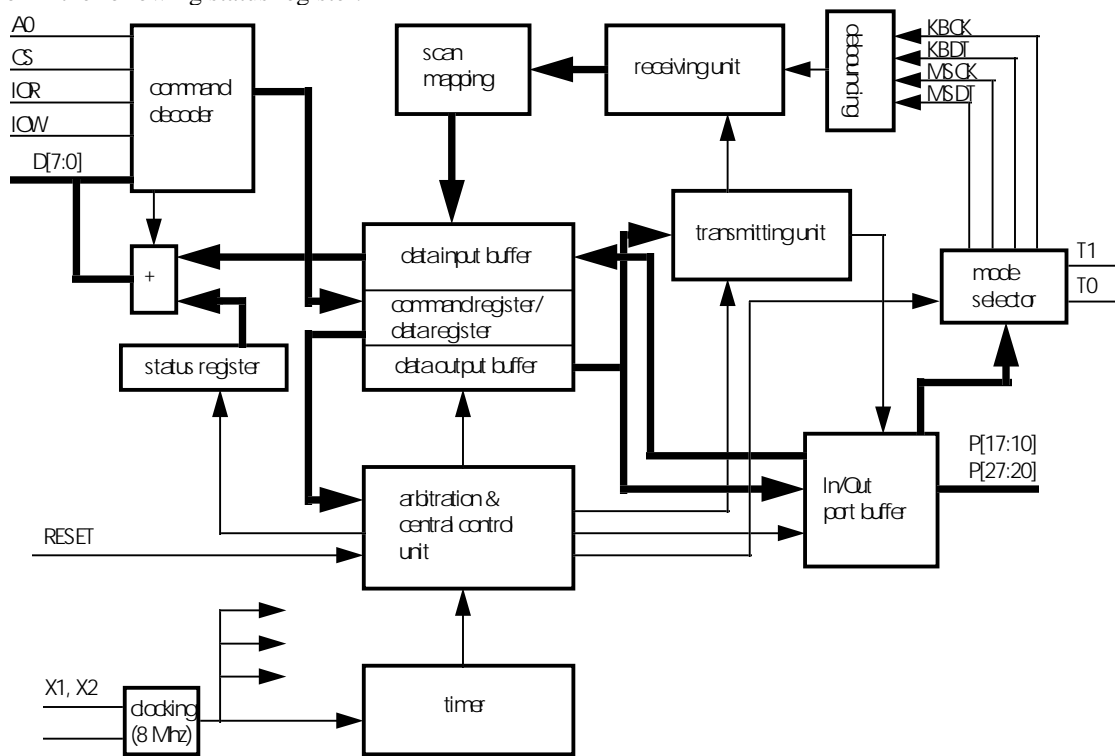 A0
CS
IOR
IOW
D[7:0]
command
decoder
scan
mapping
receiving unit
debouncing
KBCK
KBDT
MSCK
MSDT
+
data input buffer
command register/
data register
data output buffer
transmitting unit
mode
selector
T1
T0
status register
arbitration &
central control
unit
In/Out
port buffer
P[17:10]
P[27:20]
RESET
X1, X2
clocking
(8 Mhz)
timer